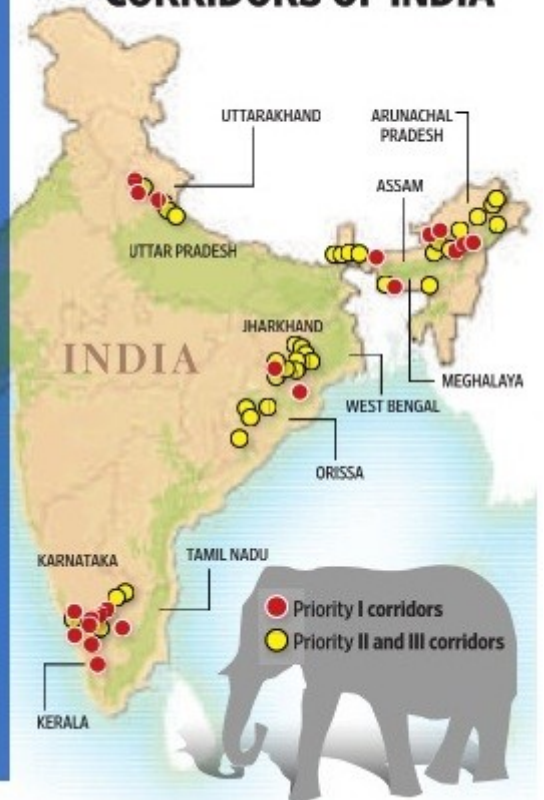 CORRIDORS OF INDIA
UTTARAKHAND
ARUNACHAL
PRADESH
ASSAM
UTTAR PRADESH
JHARKHAND
INDIA
MEGHALAYA
WEST BENGAL
ORISSA
KARNATAKA
TAMIL NADU
Priority I corridors
Priority II and III corridors
KERALA